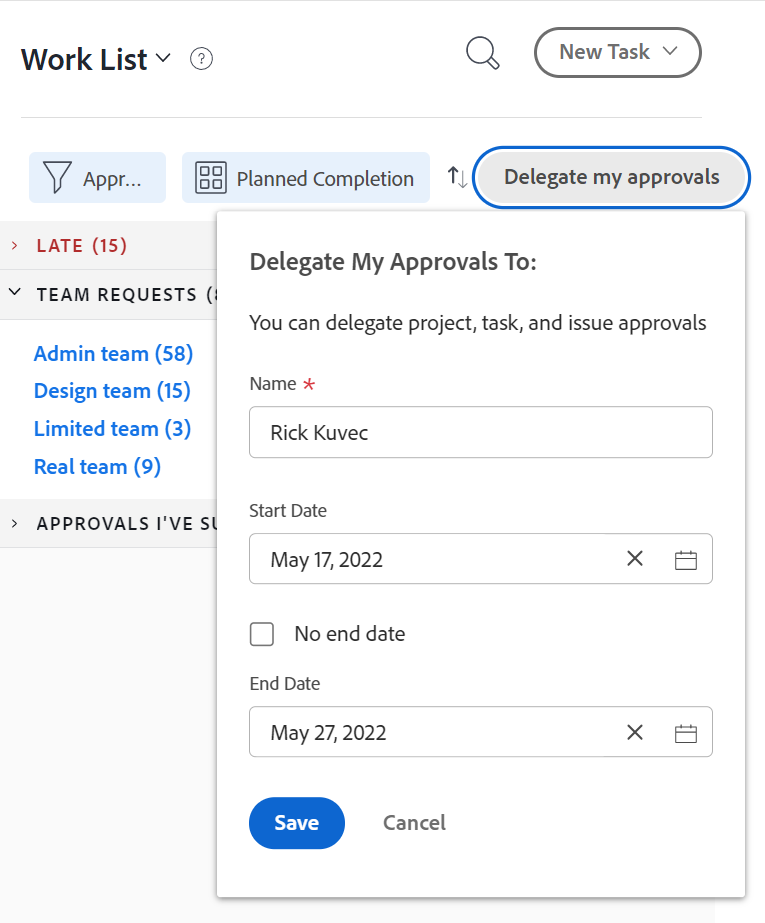 Work List ?
New Task
Appr...
Planned Completion
Delegate my approvals
LATE (15)
TEAM REQUESTS
Admin team (58)
Design team (15)
Limited team (3)
Real team (9)
APPROVALS I'VE
Delegate My Approvals To:
You can delegate project, task, and issue approvals
Name *
Rick Kuvec
Start Date
May 17, 2022
No end date
End Date
May 27, 2022
Save
Cancel